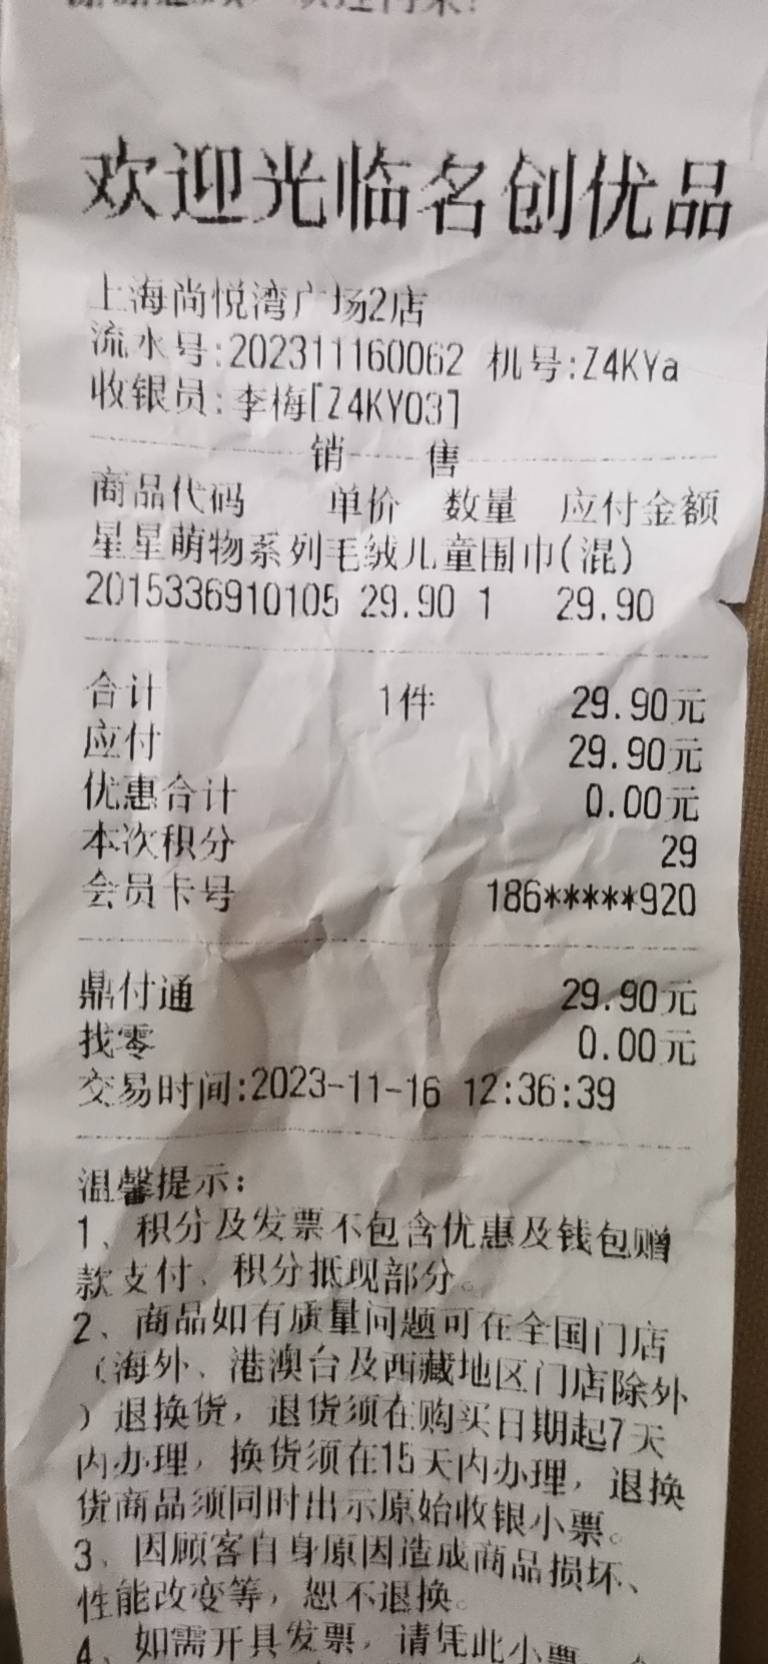 欢迎光临名创优品
上海尚悦湾广场2店
流水号:202311160062 机号:Z4KYa
收银员:李梅[Z4KY03]
销 售
商品代码 单价 数量 应付金额
星星萌物系列毛绒儿童围巾(混)
2015336910105 29.90 1 29.90
合计 1件 29.90元
应付 29.90元
优惠合计 0.00元
本次积分 29
会员卡号 186*****920
鼎付通 29.90元
找零 0.00元
交易时间:2023-11-16 12:36:39
温馨提示:
1、积分及发票不包含优惠及钱包赠
款支付、积分抵现部分。
2、商品如有质量问题可在全国门店
(海外、港澳台及西藏地区门店除外
)退换货，退货须在购买日期起7天
内办理，换货须在15天内办理，退换
货商品须同时出示原始收银小票。
3、因顾客自身原因造成商品损坏、
性能改变等，恕不退换。
4、如需开具发票，请凭此小票